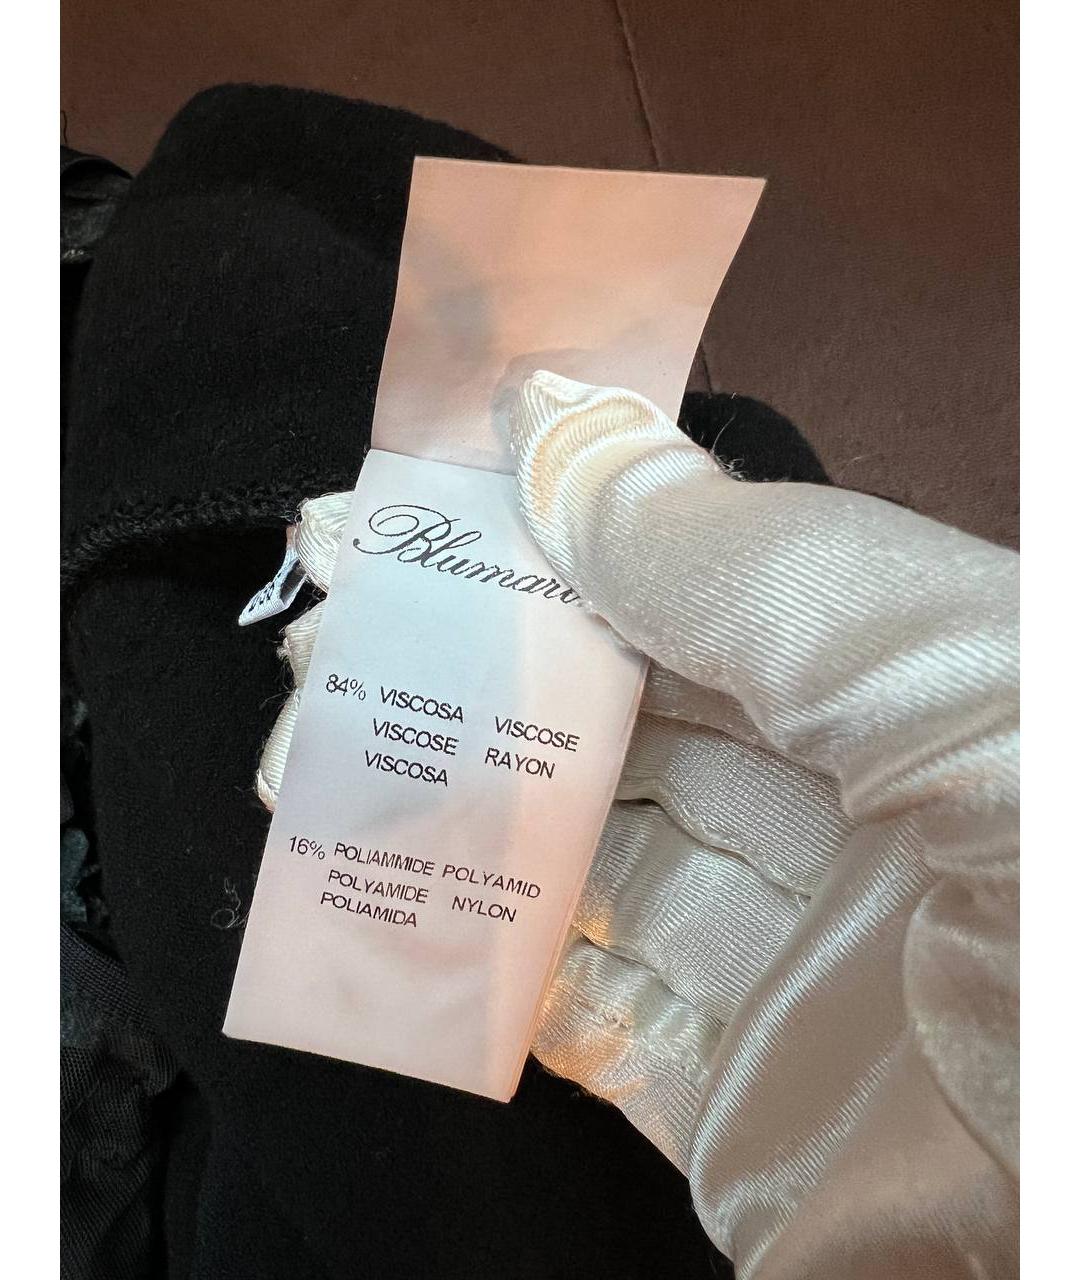 Blumari
84% VISCOSA VISCOSE
VISCOSE RAYON
VISCOSA
16% POLIAMMIDE POLYAMID
POLYAMIDE NYLON
POLIAMIDA